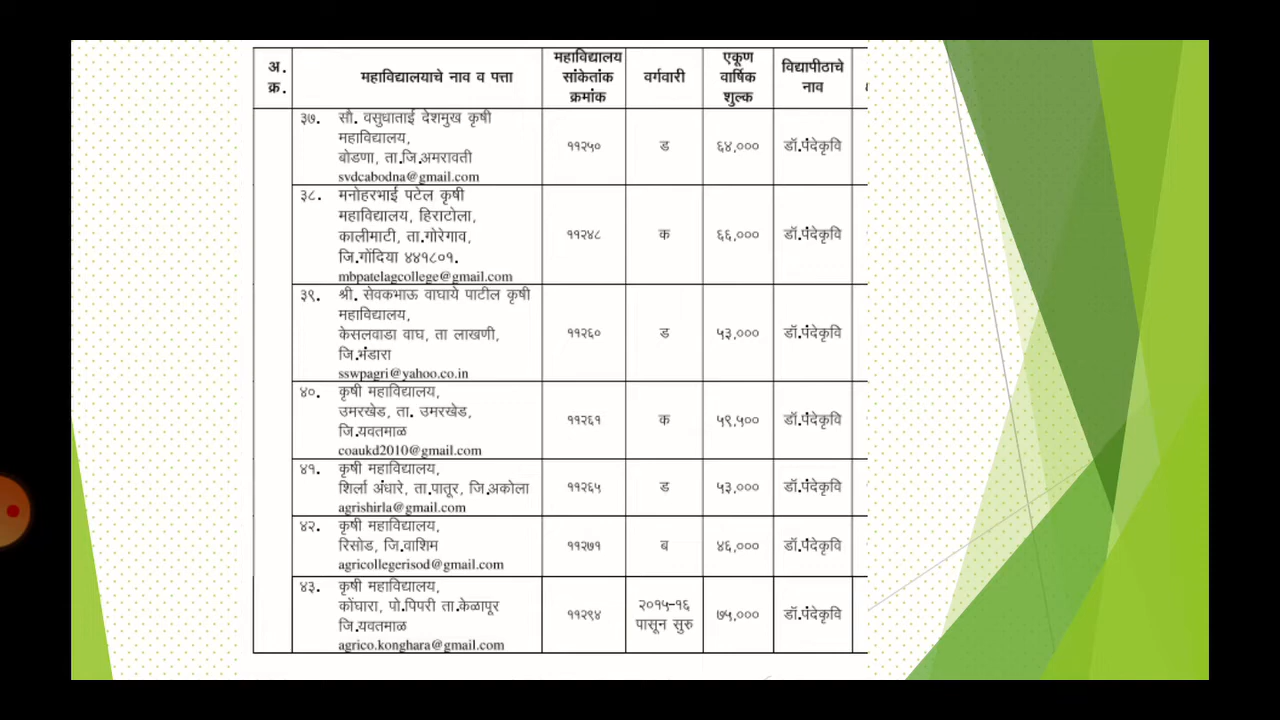 अ.
क्र.
महाविद्यालयाचे नाव व पत्ता
महाविद्यालय
सांकेतांक
क्रमांक
वर्गवारी
एकूण
वार्षिक
शुल्क
विद्यापीठाचे
नाव
३७. सौ. वसुधाताई देशमुख कृषी
महाविद्यालय,
बोडणा, ता.जि.अमरावती
svdcabodna@gmail.com
११२५०
ड
६४,०००
डॉ.पंदेकृवि
३८. मनोहरभाई पटेल कृषी
महाविद्यालय, हिराटोला,
कालीमाटी, ता.गोरेगाव,
जि.गोंदिया ४४१८०१.
mbpatelagcollege@gmail.com
११२४८
क
६६,०००
डॉ.पंदेकृवि
३९. श्री. सेवकभाऊ वाघाये पाटील कृषी
महाविद्यालय,
केसलवाडा वाघ, ता लाखणी,
जि.भंडारा
sswpagri@yahoo.co.in
११२६०
ड
५३,०००
डॉ.पंदेकृवि
४०. कृषी महाविद्यालय,
उमरखेड, ता. उमरखेड,
जि.यवतमाळ
coaukd2010@gmail.com
११२६१
क
५९,५००
डॉ.पंदेकृवि
४१. कृषी महाविद्यालय,
शिर्ला अंधारे, ता.पातूर, जि.अकोला
agrishirla@gmail.com
११२६५
ड
५३,०००
डॉ.पंदेकृवि
४२. कृषी महाविद्यालय,
रिसोड, जि.वाशिम
agricollegerisod@gmail.com
११२७१
ब
४६,०००
डॉ.पंदेकृवि
४३. कृषी महाविद्यालय,
कोंघारा, पो.पिपरी ता.केळापूर
जि.यवतमाळ
agrico.konghara@gmail.com
११२९४
२०१५-१६
पासून सुरु
७५,०००
डॉ.पंदेकृवि